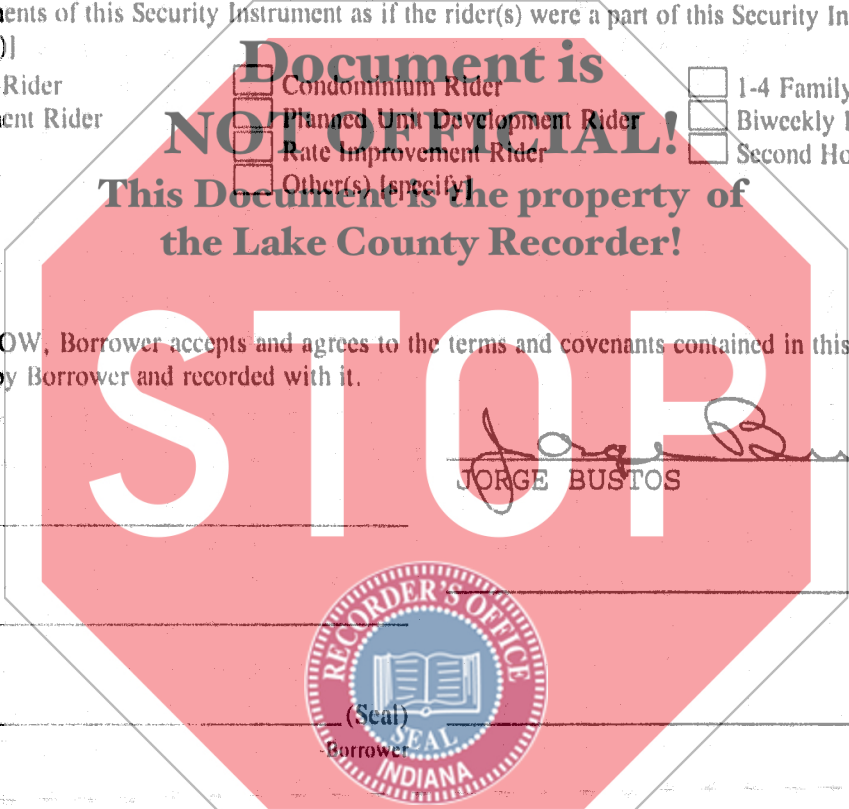 ents of this Security Instrument as if the rider(s) were a part of this Security In
)]
Document is
Rider Condominium Rider 1-4 Family
ent Rider Planned Unit Development Rider Biweekly
NOT OFFICIAL!
Rate Improvement Rider Second Ho
Other(s) [specify]
This Document is the property of
the Lake County Recorder!
OW, Borrower accepts and agrees to the terms and covenants contained in this
y Borrower and recorded with it.
STOP
JORGE BUSTOS
RECORDER'S OFFICE
(Seal)
-Borrower
SEAL
INDIANA